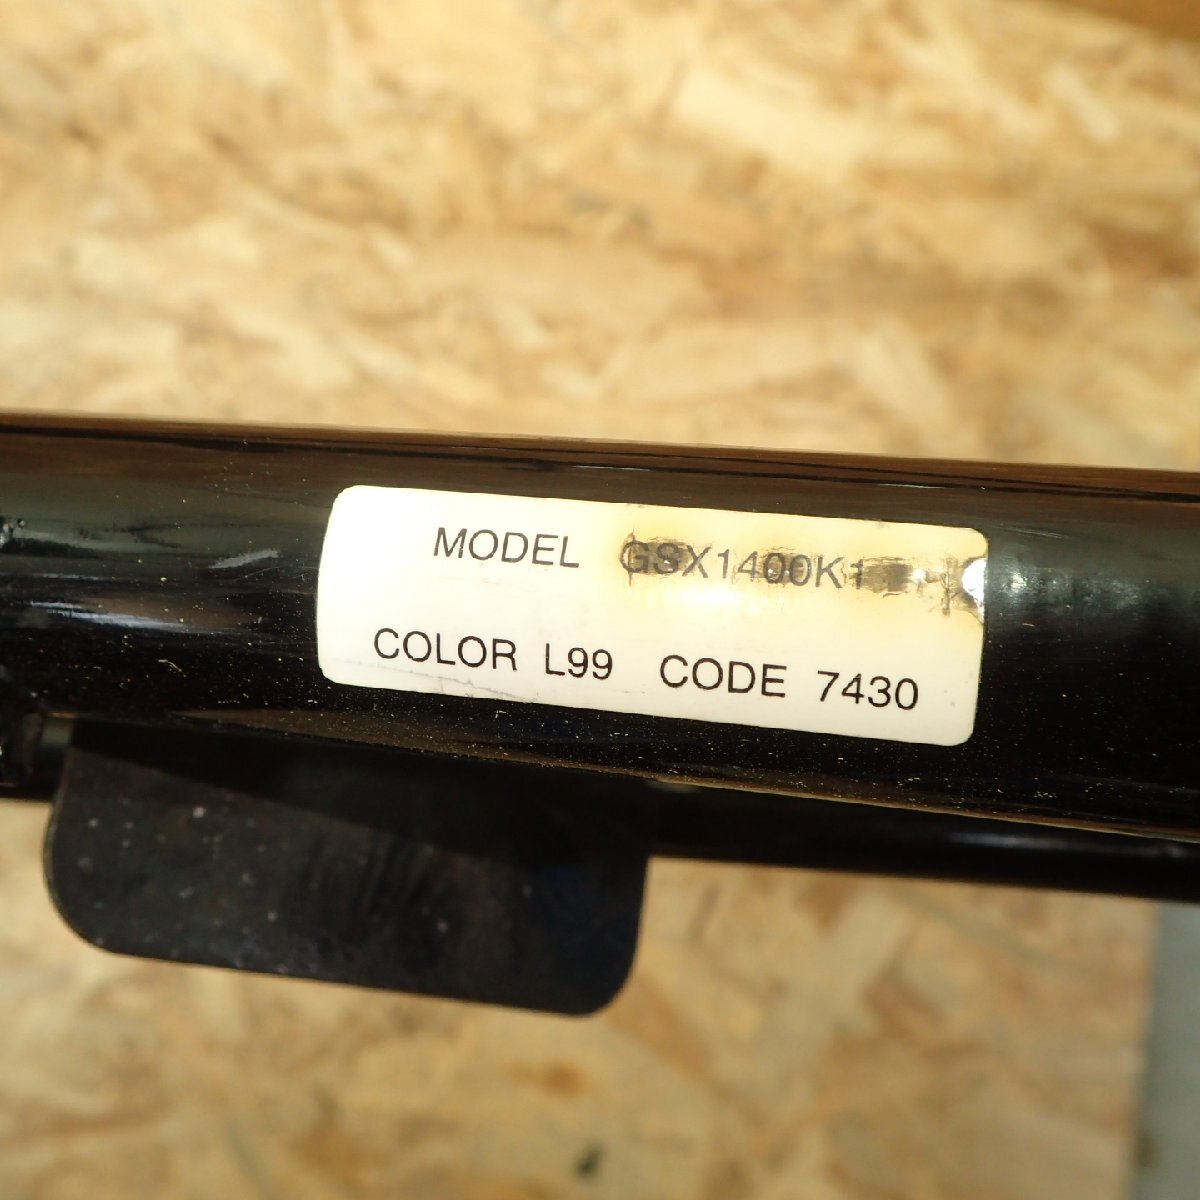 MODEL GSX1400K1
COLOR L99 CODE 7430